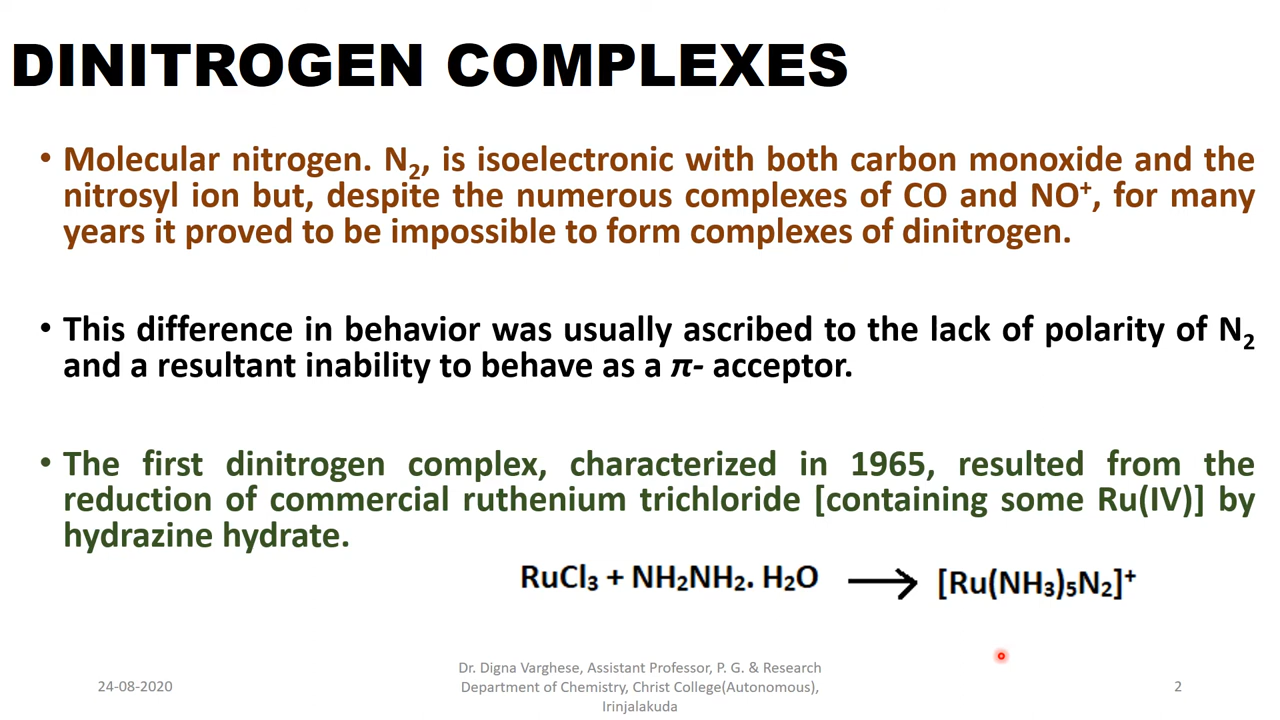 DINITROGEN COMPLEXES
• Molecular nitrogen. N₂, is isoelectronic with both carbon monoxide and the
nitrosyl ion but, despite the numerous complexes of CO and NO⁺, for many
years it proved to be impossible to form complexes of dinitrogen.
• This difference in behavior was usually ascribed to the lack of polarity of N₂
and a resultant inability to behave as a π- acceptor.
• The first dinitrogen complex, characterized in 1965, resulted from the
reduction of commercial ruthenium trichloride [containing some Ru(IV)] by
hydrazine hydrate.
RuCl₃ + NH₂NH₂. H₂O ⟶ [Ru(NH₃)₅N₂]⁺
24-08-2020
Dr. Digna Varghese, Assistant Professor, P. G. & Research
Department of Chemistry, Christ College(Autonomous),
Irinjalakuda
2